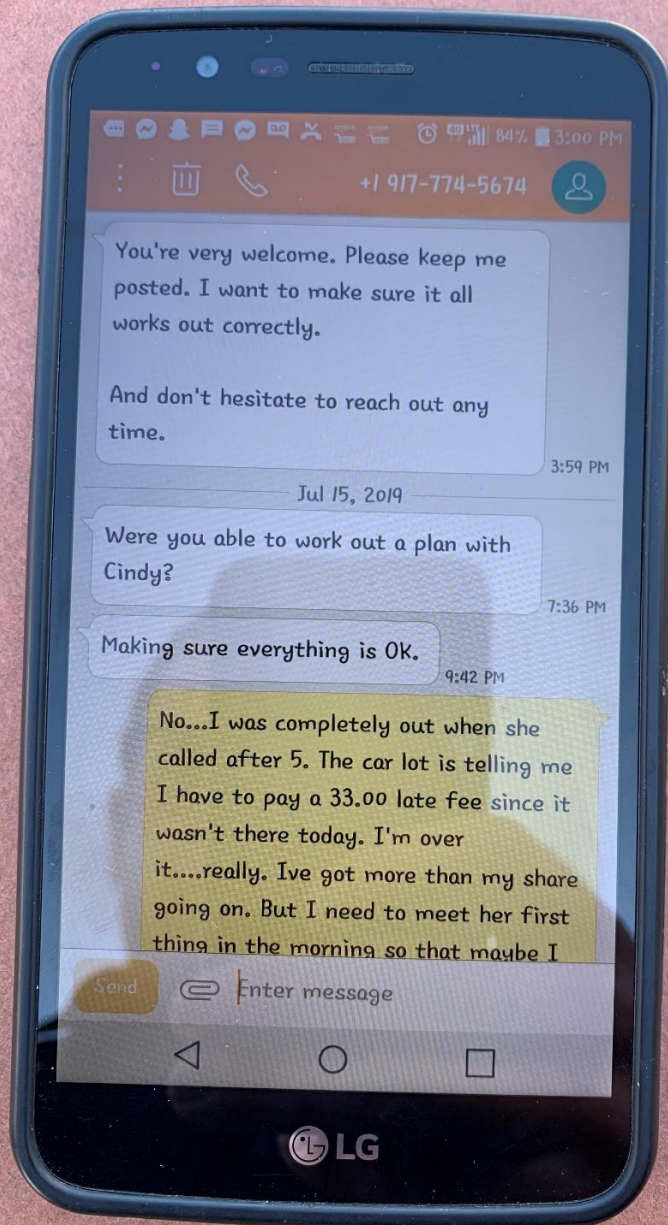 84% 3:00 PM
+1 917-774-5674
You're very welcome. Please keep me
posted. I want to make sure it all
works out correctly.
And don't hesitate to reach out any
time.
3:59 PM
Jul 15, 2019
Were you able to work out a plan with
Cindy?
7:36 PM
Making sure everything is OK.
9:42 PM
No...I was completely out when she
called after 5. The car lot is telling me
I have to pay a 33.00 late fee since it
wasn't there today. I'm over
it....really. Ive got more than my share
going on. But I need to meet her first
thing in the morning so that maybe I
Send Enter message
LG